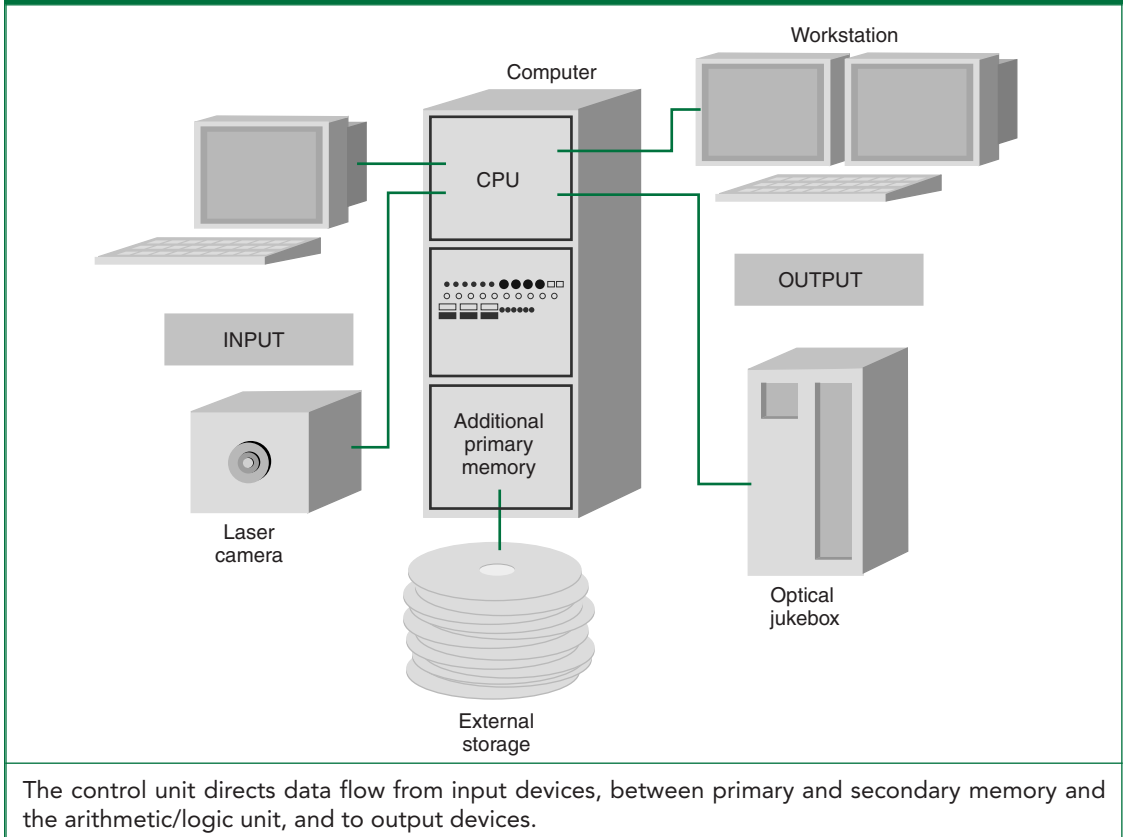 Workstation
Computer
CPU
OUTPUT
INPUT
Additional
primary
memory
Laser
camera
Optical
jukebox
External
storage
The control unit directs data flow from input devices, between primary and secondary memory and
the arithmetic/logic unit, and to output devices.